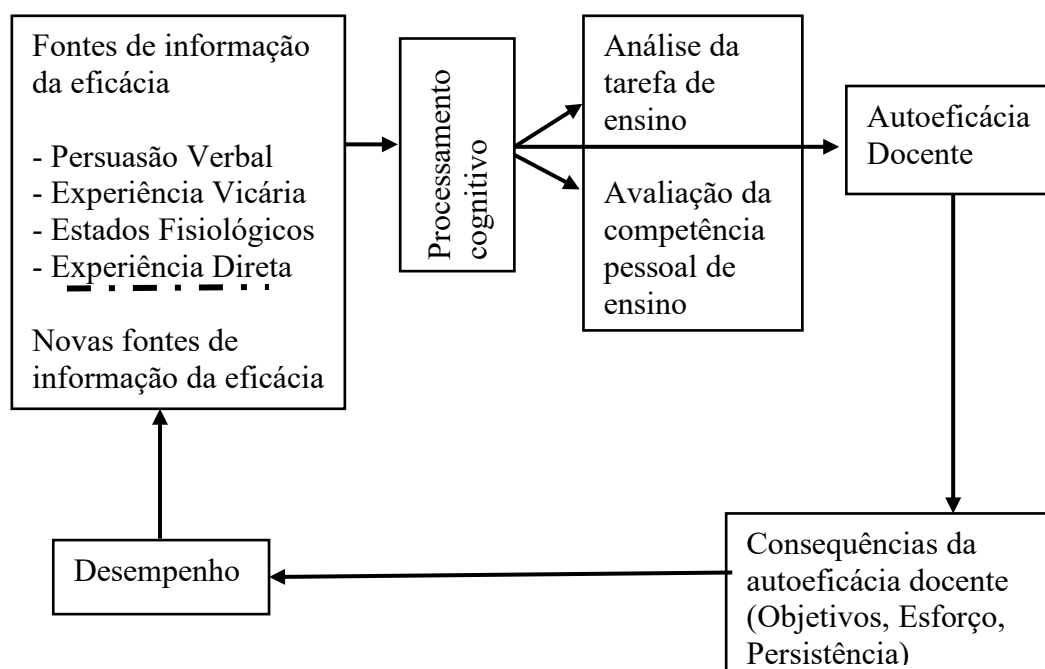 Fontes de informação
da eficácia
- Persuasão Verbal
- Experiência Vicária
- Estados Fisiológicos
- Experiência Direta
Novas fontes de
informação da eficácia
Processamento
cognitivo
Análise da
tarefa de
ensino
Avaliação da
competência
pessoal de
ensino
Autoeficácia
Docente
Consequências da
autoeficácia docente
(Objetivos, Esforço,
Persistência)
Desempenho